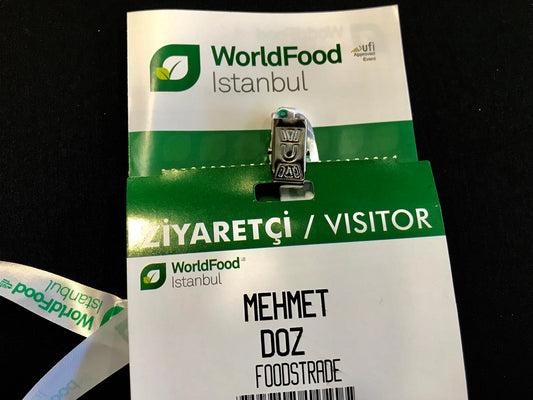 WorldFood
Istanbul
ufi
Approved
Event
ZİYARETÇİ / VISITOR
WorldFood
Istanbul
MEHMET
DOZ
FOODSTRADE
WorldFood
Istanbul